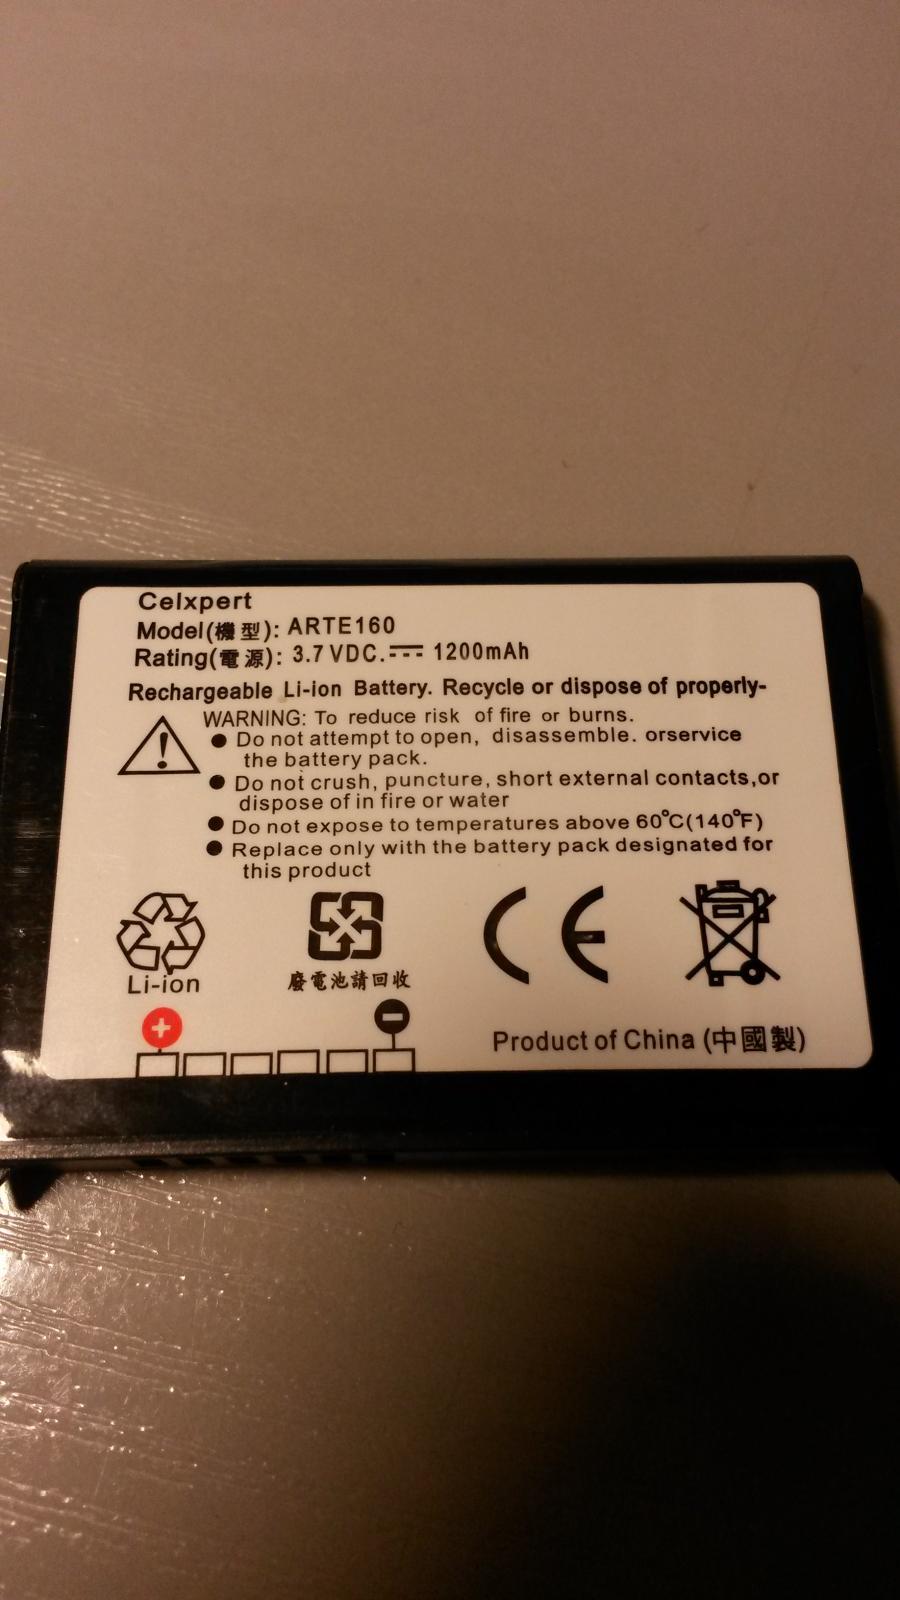 Celxpert
Model(機型): ARTE160
Rating(電源): 3.7 VDC. 1200mAh
Rechargeable Li-ion Battery. Recycle or dispose of properly-
WARNING: To reduce risk of fire or burns.
● Do not attempt to open, disassemble. orservice
the battery pack.
● Do not crush, puncture, short external contacts,or
dispose of in fire or water
● Do not expose to temperatures above 60°C(140°F)
● Replace only with the battery pack designated for
this product
Li-ion
廢電池請回收
CE
+ −
Product of China (中國製)